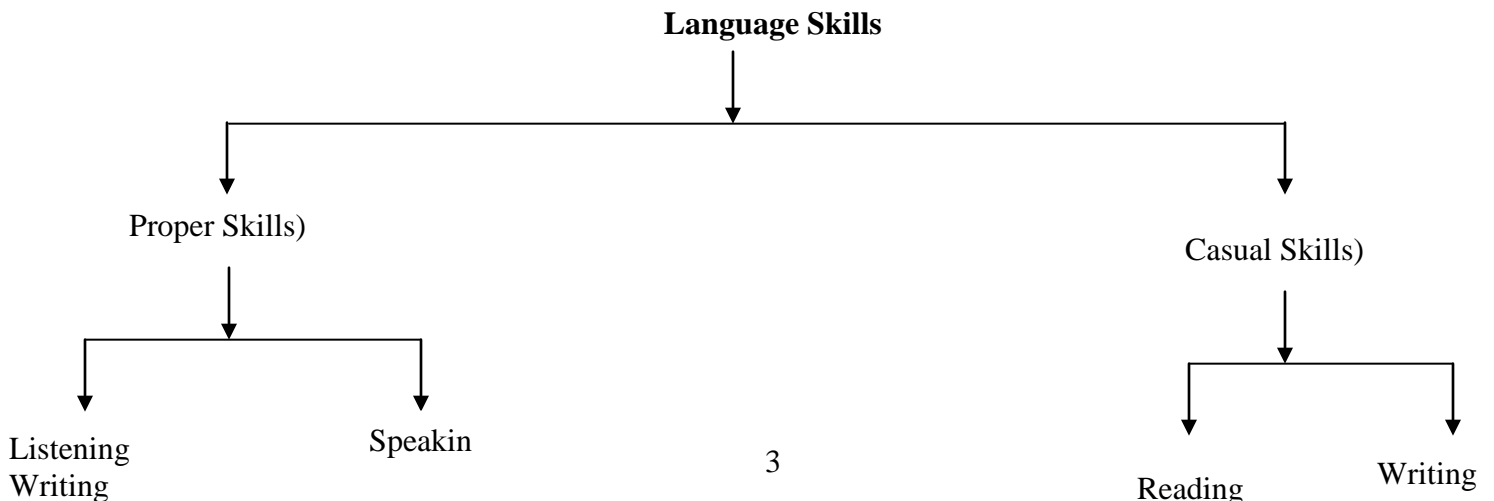 Language Skills
Proper Skills)
Casual Skills)
Listening
Writing
Speakin
3
Reading
Writing